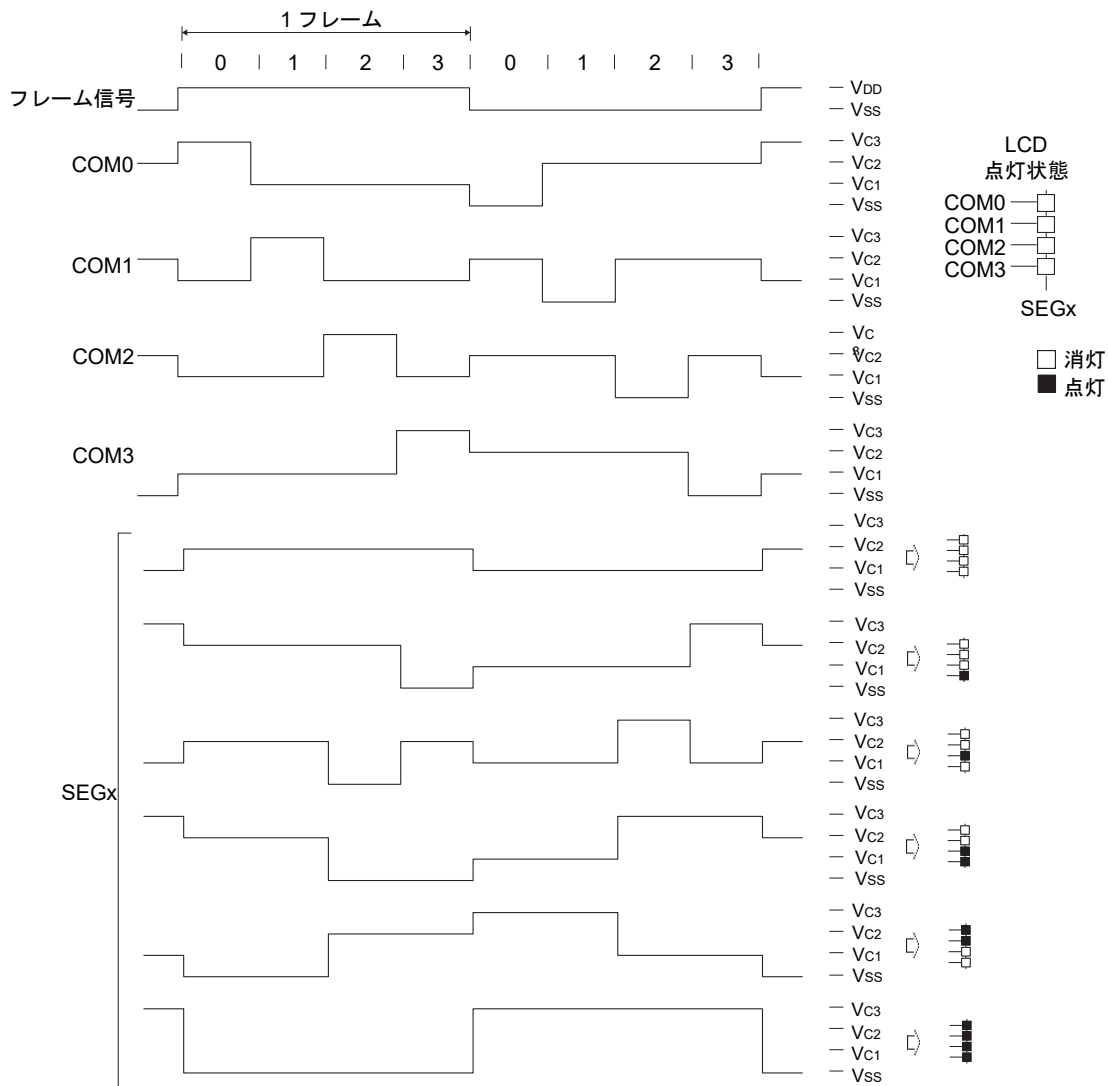 1 フレーム
0 | 1 | 2 | 3 | 0 | 1 | 2 | 3
フレーム信号
VDD
VSS
COM0
VC3
VC2
VC1
VSS
COM1
VC3
VC2
VC1
VSS
COM2
VC
3
VC2
VC1
VSS
COM3
VC3
VC2
VC1
VSS
LCD
点灯状態
COM0
COM1
COM2
COM3
SEGx
消灯
点灯
SEGx
VC3
VC2
VC1
VSS
VC3
VC2
VC1
VSS
VC3
VC2
VC1
VSS
VC3
VC2
VC1
VSS
VC3
VC2
VC1
VSS
VC3
VC2
VC1
VSS